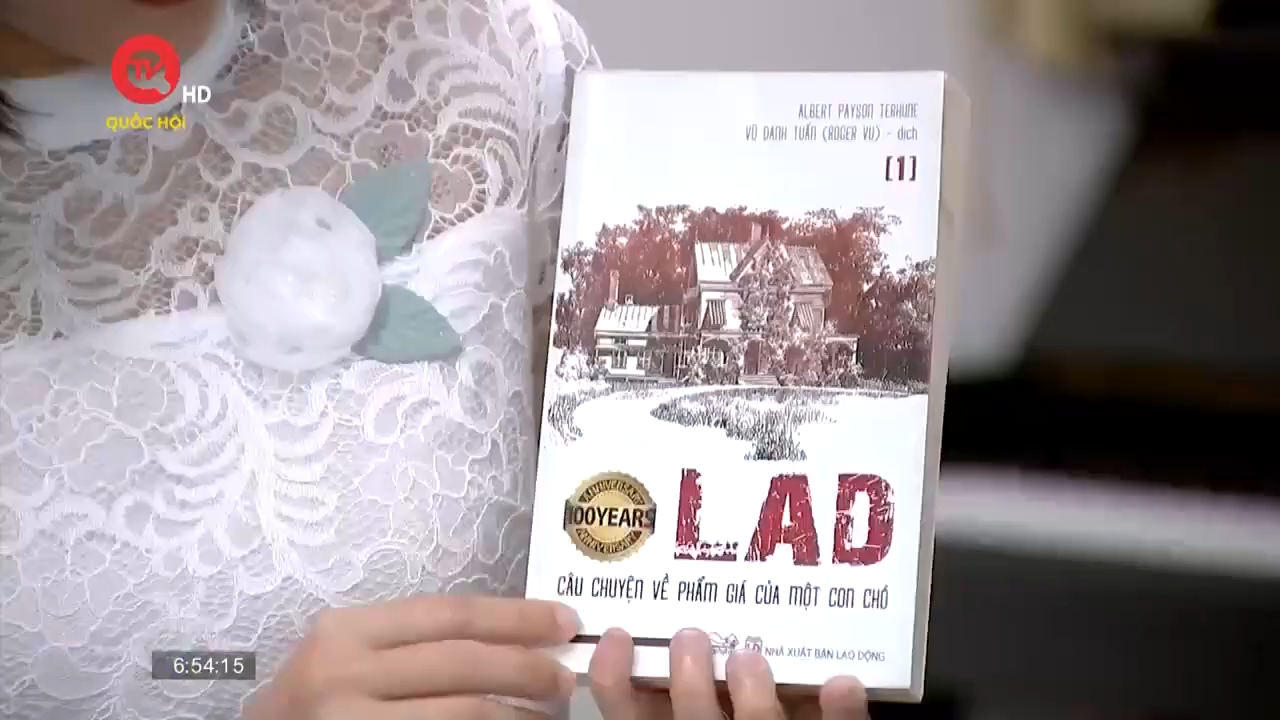 TV
HD
QUỐC HỘI
ALBERT PAYSON TERHUNE
VŨ DANH TUẤN (ROGER VU) - dịch
[1]
ANNIVERSARY
100YEARS
ANNIVERSARY
LAD
CÂU CHUYỆN VỀ PHẨM GIÁ CỦA MỘT CON CHÓ
NHÀ XUẤT BẢN LAO ĐỘNG
6:54:15